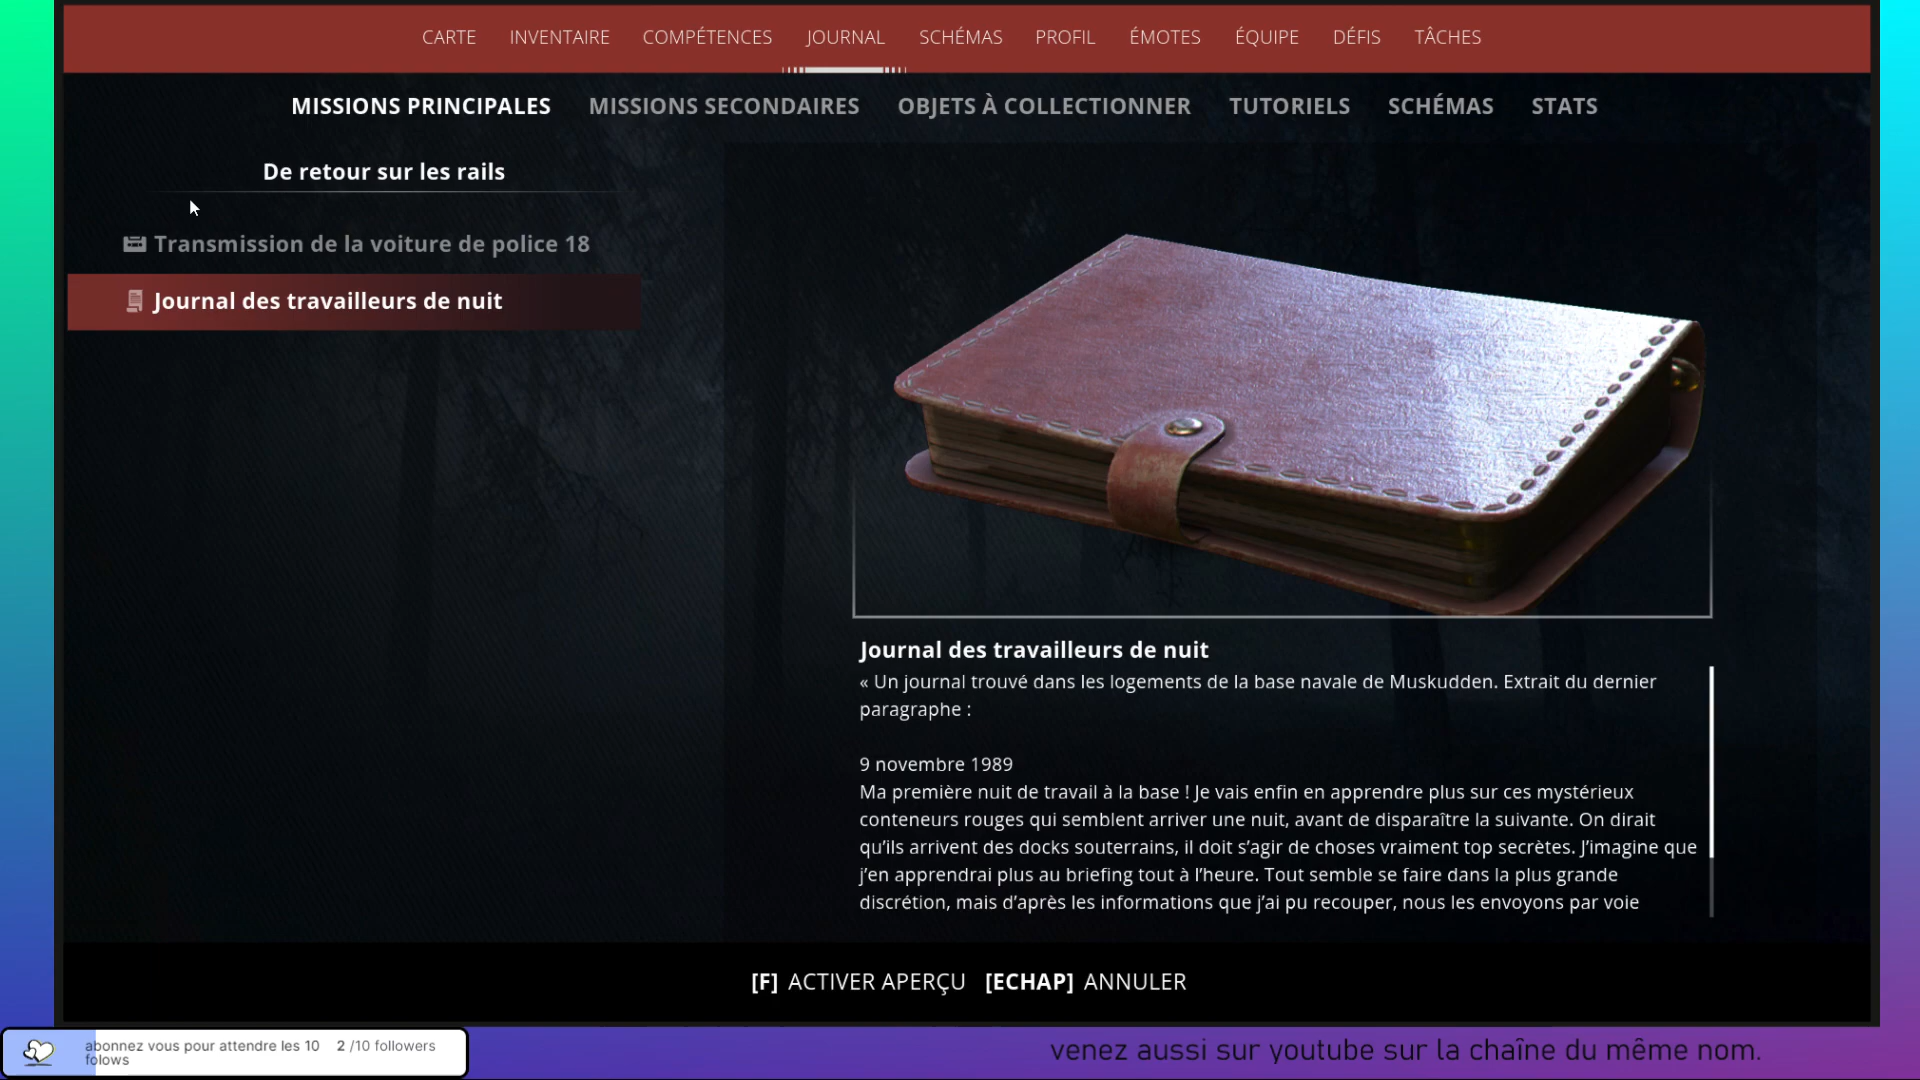 CARTE INVENTAIRE COMPÉTENCES JOURNAL SCHÉMAS PROFIL ÉMOTES ÉQUIPE DÉFIS TÂCHES
MISSIONS PRINCIPALES MISSIONS SECONDAIRES OBJETS À COLLECTIONNER TUTORIELS SCHÉMAS STATS
De retour sur les rails
Transmission de la voiture de police 18
Journal des travailleurs de nuit
Journal des travailleurs de nuit
« Un journal trouvé dans les logements de la base navale de Muskudden. Extrait du dernier
paragraphe :
9 novembre 1989
Ma première nuit de travail à la base ! Je vais enfin en apprendre plus sur ces mystérieux
conteneurs rouges qui semblent arriver une nuit, avant de disparaître la suivante. On dirait
qu’ils arrivent des docks souterrains, il doit s’agir de choses vraiment top secrètes. J’imagine que
j’en apprendrai plus au briefing tout à l’heure. Tout semble se faire dans la plus grande
discrétion, mais d’après les informations que j’ai pu recouper, nous les envoyons par voie
[F] ACTIVER APERÇU [ECHAP] ANNULER
abonnez vous pour attendre les 10 2 /10 followers
folows
venez aussi sur youtube sur la chaîne du même nom.